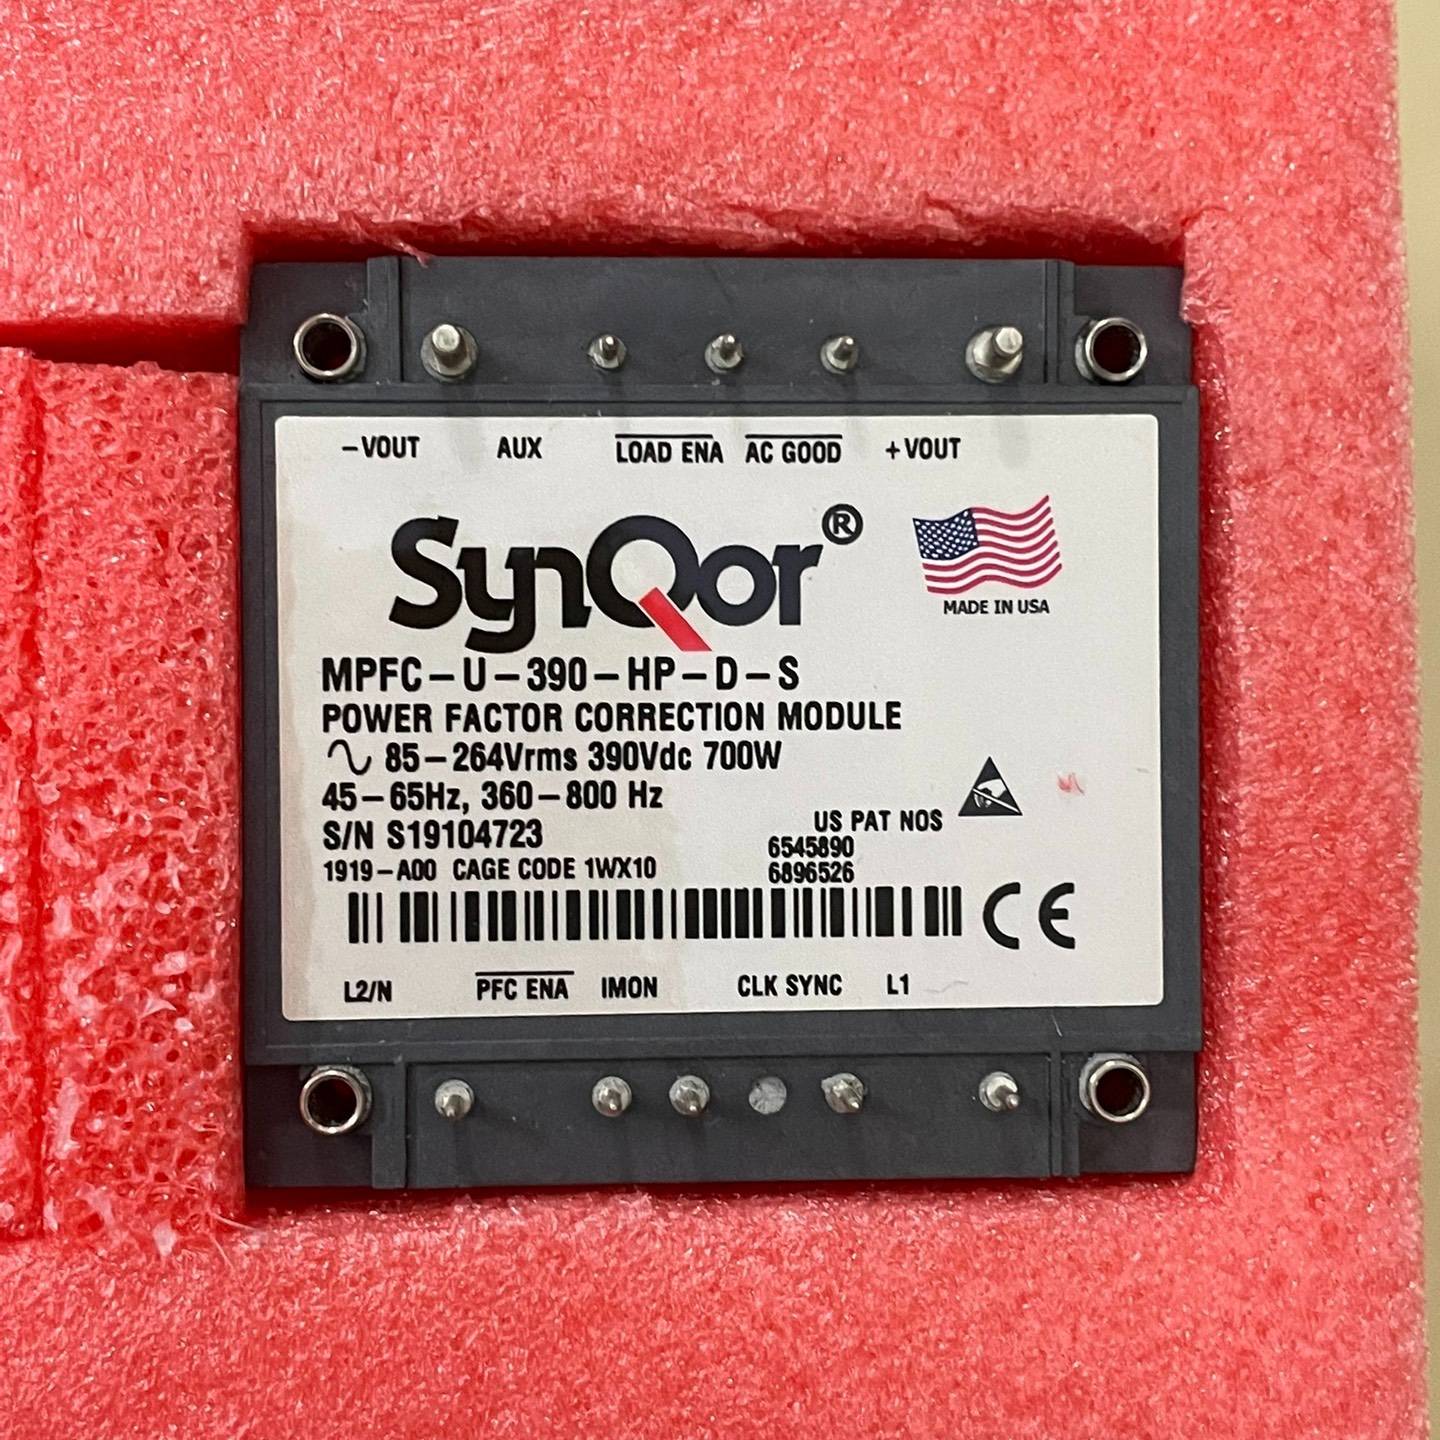 −VOUT AUX LOAD ENA AC GOOD +VOUT
SynQor®
MADE IN USA
MPFC−U−390−HP−D−S
POWER FACTOR CORRECTION MODULE
∿ 85−264Vrms 390Vdc 700W
45−65Hz, 360−800 Hz
S/N S19104723
US PAT NOS
6545890
1919−A00 CAGE CODE 1WX10
6896526
CE
L2/N PFC ENA IMON CLK SYNC L1